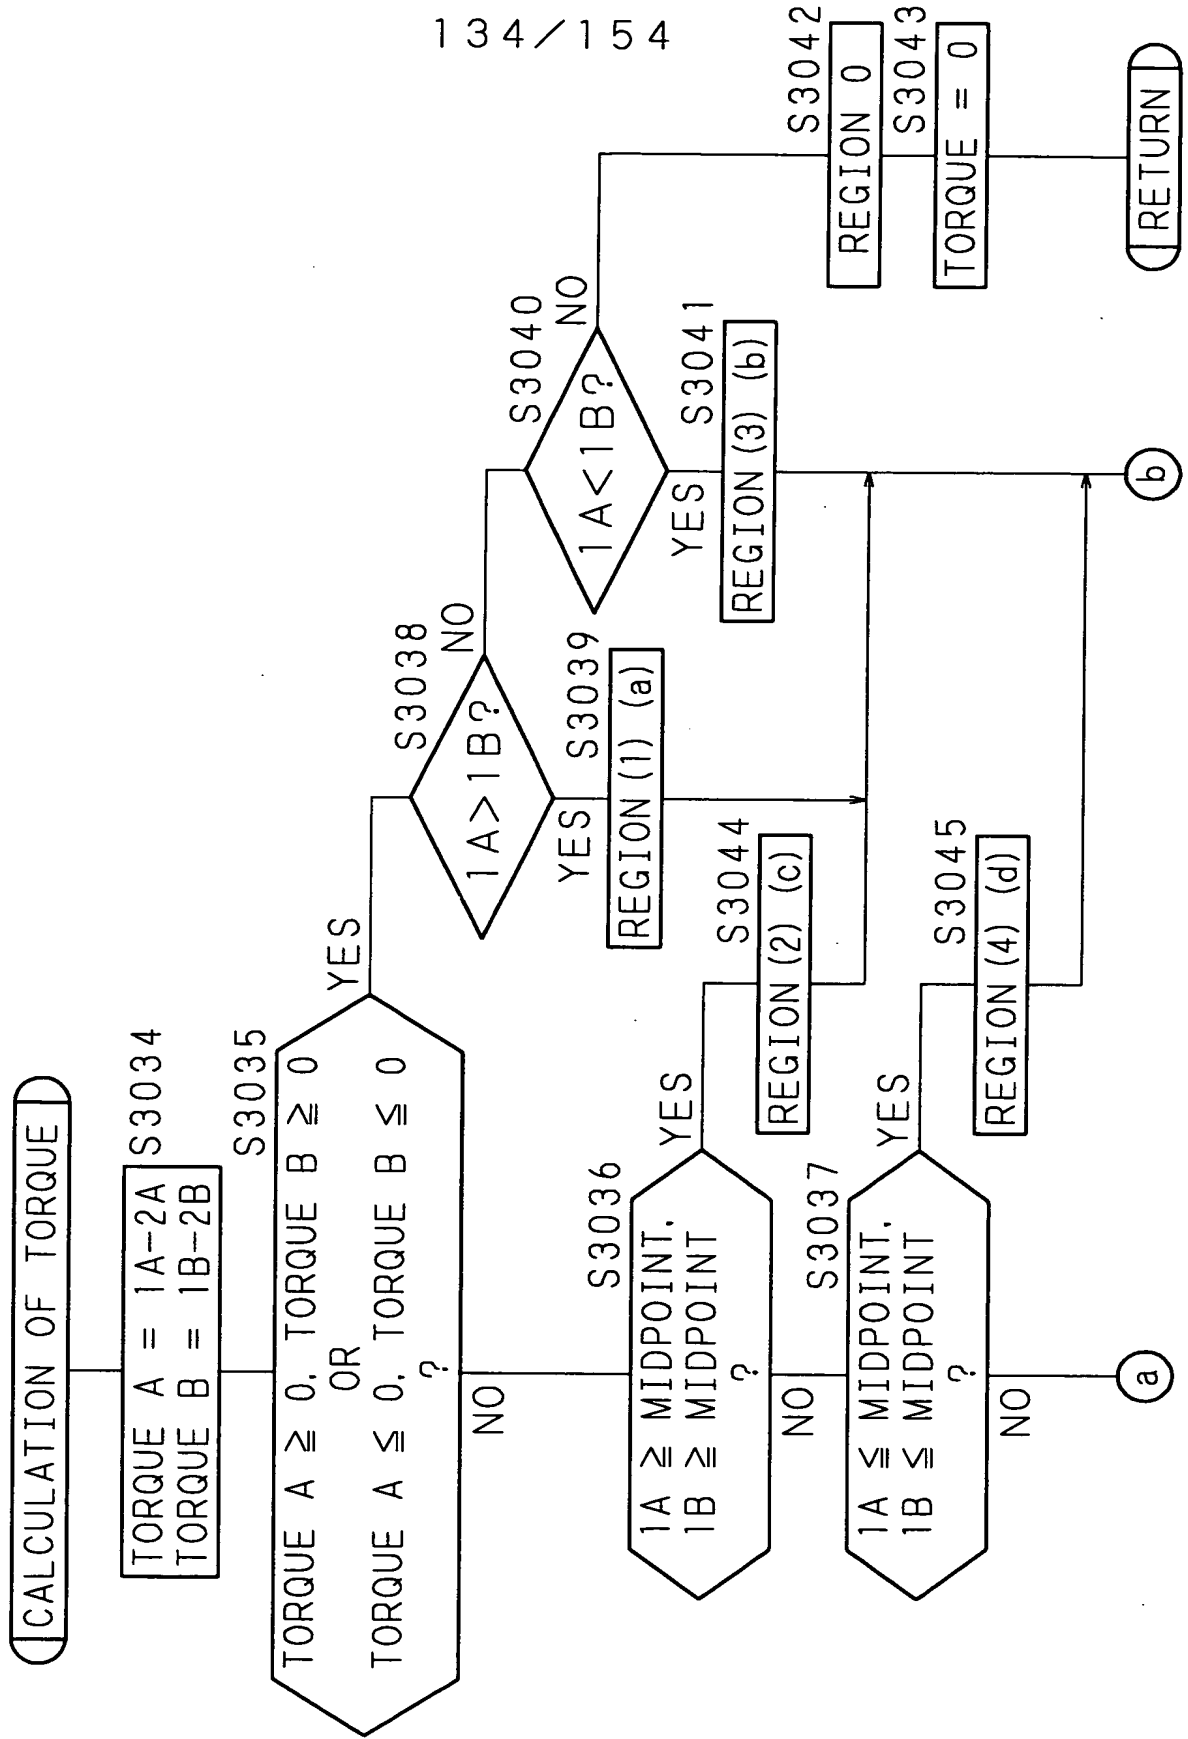 134/154
CALCULATION OF TORQUE
S3034
TORQUE A = 1A-2A
TORQUE B = 1B-2B
S3035
TORQUE A ≧ 0, TORQUE B ≧ 0
OR
TORQUE A ≦ 0, TORQUE B ≦ 0
?
YES
NO
S3038
1A>1B?
NO
YES
S3039
REGION (1) (a)
S3040
1A<1B?
NO
YES
S3041
REGION (3) (b)
S3042
REGION 0
S3043
TORQUE = 0
RETURN
S3036
1A ≧ MIDPOINT,
1B ≧ MIDPOINT
?
YES
NO
S3044
REGION (2) (c)
S3037
1A ≦ MIDPOINT,
1B ≦ MIDPOINT
?
YES
NO
S3045
REGION (4) (d)
a
b